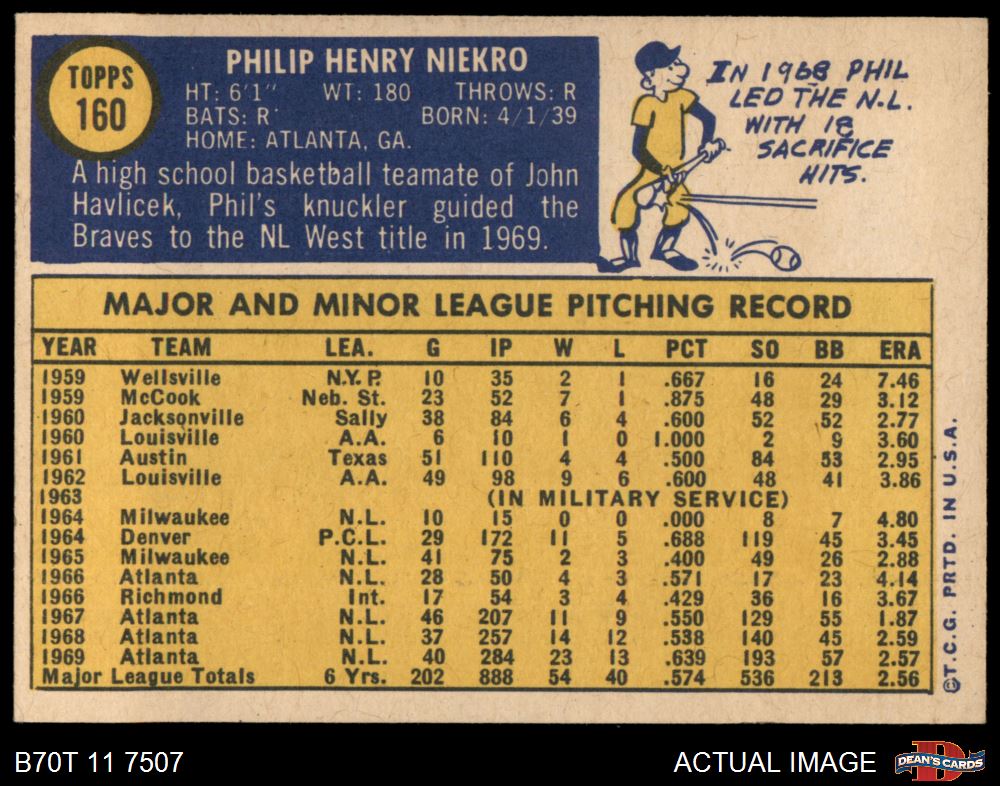 TOPPS
160
PHILIP HENRY NIEKRO
HT: 6'1" WT: 180 THROWS: R
BATS: R BORN: 4/1/39
HOME: ATLANTA, GA.
A high school basketball teamate of John
Havlicek, Phil's knuckler guided the
Braves to the NL West title in 1969.
IN 1968 PHIL
LED THE N.L.
WITH 18
SACRIFICE
HITS.
MAJOR AND MINOR LEAGUE PITCHING RECORD
YEAR TEAM LEA. G IP W L PCT SO BB ERA
1959 Wellsville N.Y.P. 10 35 2 1 .667 16 24 7.46
1959 McCook Neb. St. 23 52 7 1 .875 48 29 3.12
1960 Jacksonville Sally 38 84 6 4 .600 52 52 2.77
1960 Louisville A.A. 6 10 1 0 1.000 2 9 3.60
1961 Austin Texas 51 110 4 4 .500 84 53 2.95
1962 Louisville A.A. 49 98 9 6 .600 48 41 3.86
1963 (IN MILITARY SERVICE)
1964 Milwaukee N.L. 10 15 0 0 .000 8 7 4.80
1964 Denver P.C.L. 29 172 11 5 .688 119 45 3.45
1965 Milwaukee N.L. 41 75 2 3 .400 49 26 2.88
1966 Atlanta N.L. 28 50 4 3 .571 17 23 4.14
1966 Richmond Int. 17 54 3 4 .429 36 16 3.67
1967 Atlanta N.L. 46 207 11 9 .550 129 55 1.87
1968 Atlanta N.L. 37 257 14 12 .538 140 45 2.59
1969 Atlanta N.L. 40 284 23 13 .639 193 57 2.57
Major League Totals 6 Yrs. 202 888 54 40 .574 536 213 2.56
©T.C.G. PRTD. IN U.S.A.
B70T 11 7507
ACTUAL IMAGE
D
DEAN'S CARDS